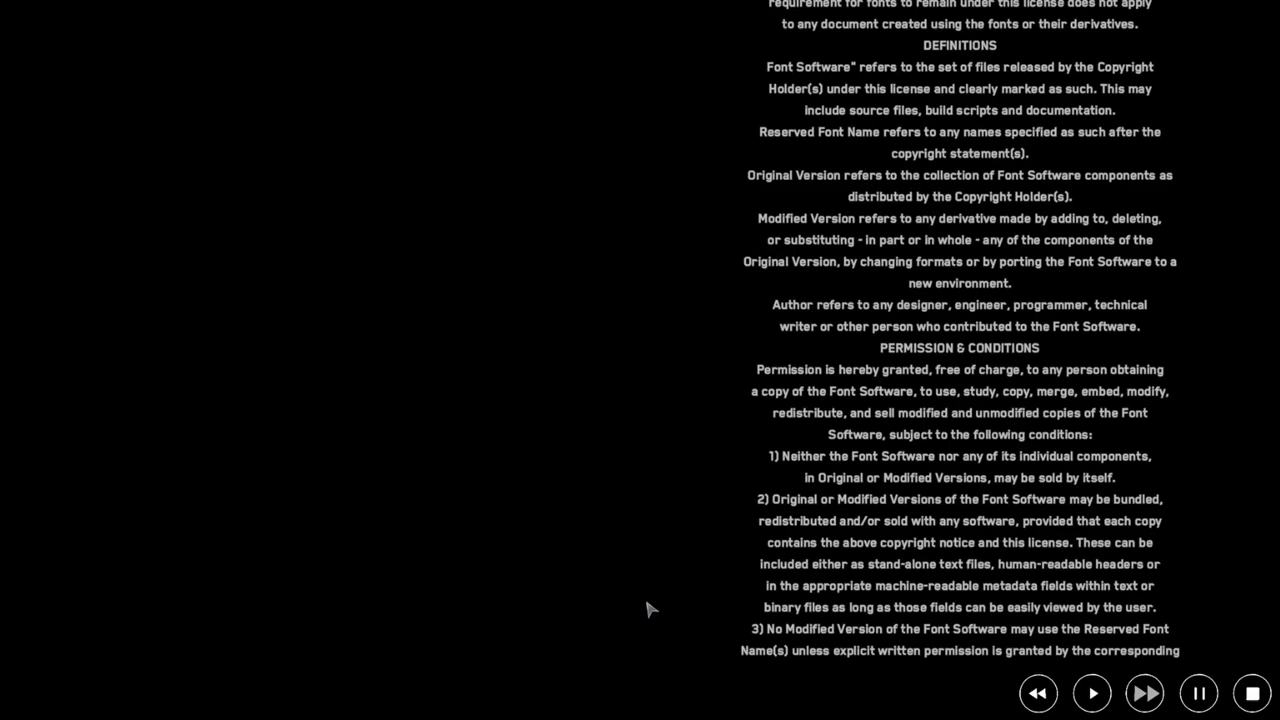 requirement for fonts to remain under this license does not apply
to any document created using the fonts or their derivatives.
DEFINITIONS
Font Software" refers to the set of files released by the Copyright
Holder(s) under this license and clearly marked as such. This may
include source files, build scripts and documentation.
Reserved Font Name refers to any names specified as such after the
copyright statement(s).
Original Version refers to the collection of Font Software components as
distributed by the Copyright Holder(s).
Modified Version refers to any derivative made by adding to, deleting,
or substituting - in part or in whole - any of the components of the
Original Version, by changing formats or by porting the Font Software to a
new environment.
Author refers to any designer, engineer, programmer, technical
writer or other person who contributed to the Font Software.
PERMISSION & CONDITIONS
Permission is hereby granted, free of charge, to any person obtaining
a copy of the Font Software, to use, study, copy, merge, embed, modify,
redistribute, and sell modified and unmodified copies of the Font
Software, subject to the following conditions:
1) Neither the Font Software nor any of its individual components,
in Original or Modified Versions, may be sold by itself.
2) Original or Modified Versions of the Font Software may be bundled,
redistributed and/or sold with any software, provided that each copy
contains the above copyright notice and this license. These can be
included either as stand-alone text files, human-readable headers or
in the appropriate machine-readable metadata fields within text or
binary files as long as those fields can be easily viewed by the user.
3) No Modified Version of the Font Software may use the Reserved Font
Name(s) unless explicit written permission is granted by the corresponding